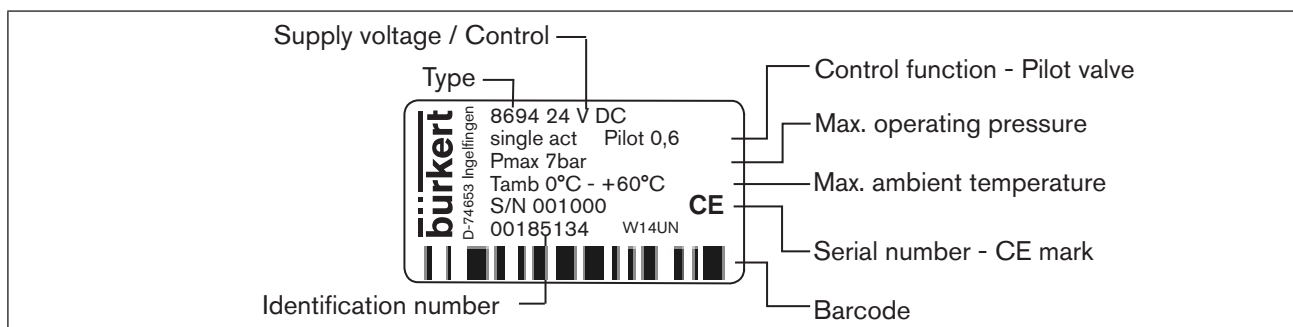 Supply voltage / Control
Type
Control function - Pilot valve
Max. operating pressure
Max. ambient temperature
Serial number - CE mark
Barcode
Identification number
bürkert
D-74653 Ingelfingen
8694 24 V DC
single act Pilot 0,6
Pmax 7bar
Tamb 0°C - +60°C
S/N 001000 CE
00185134 W14UN